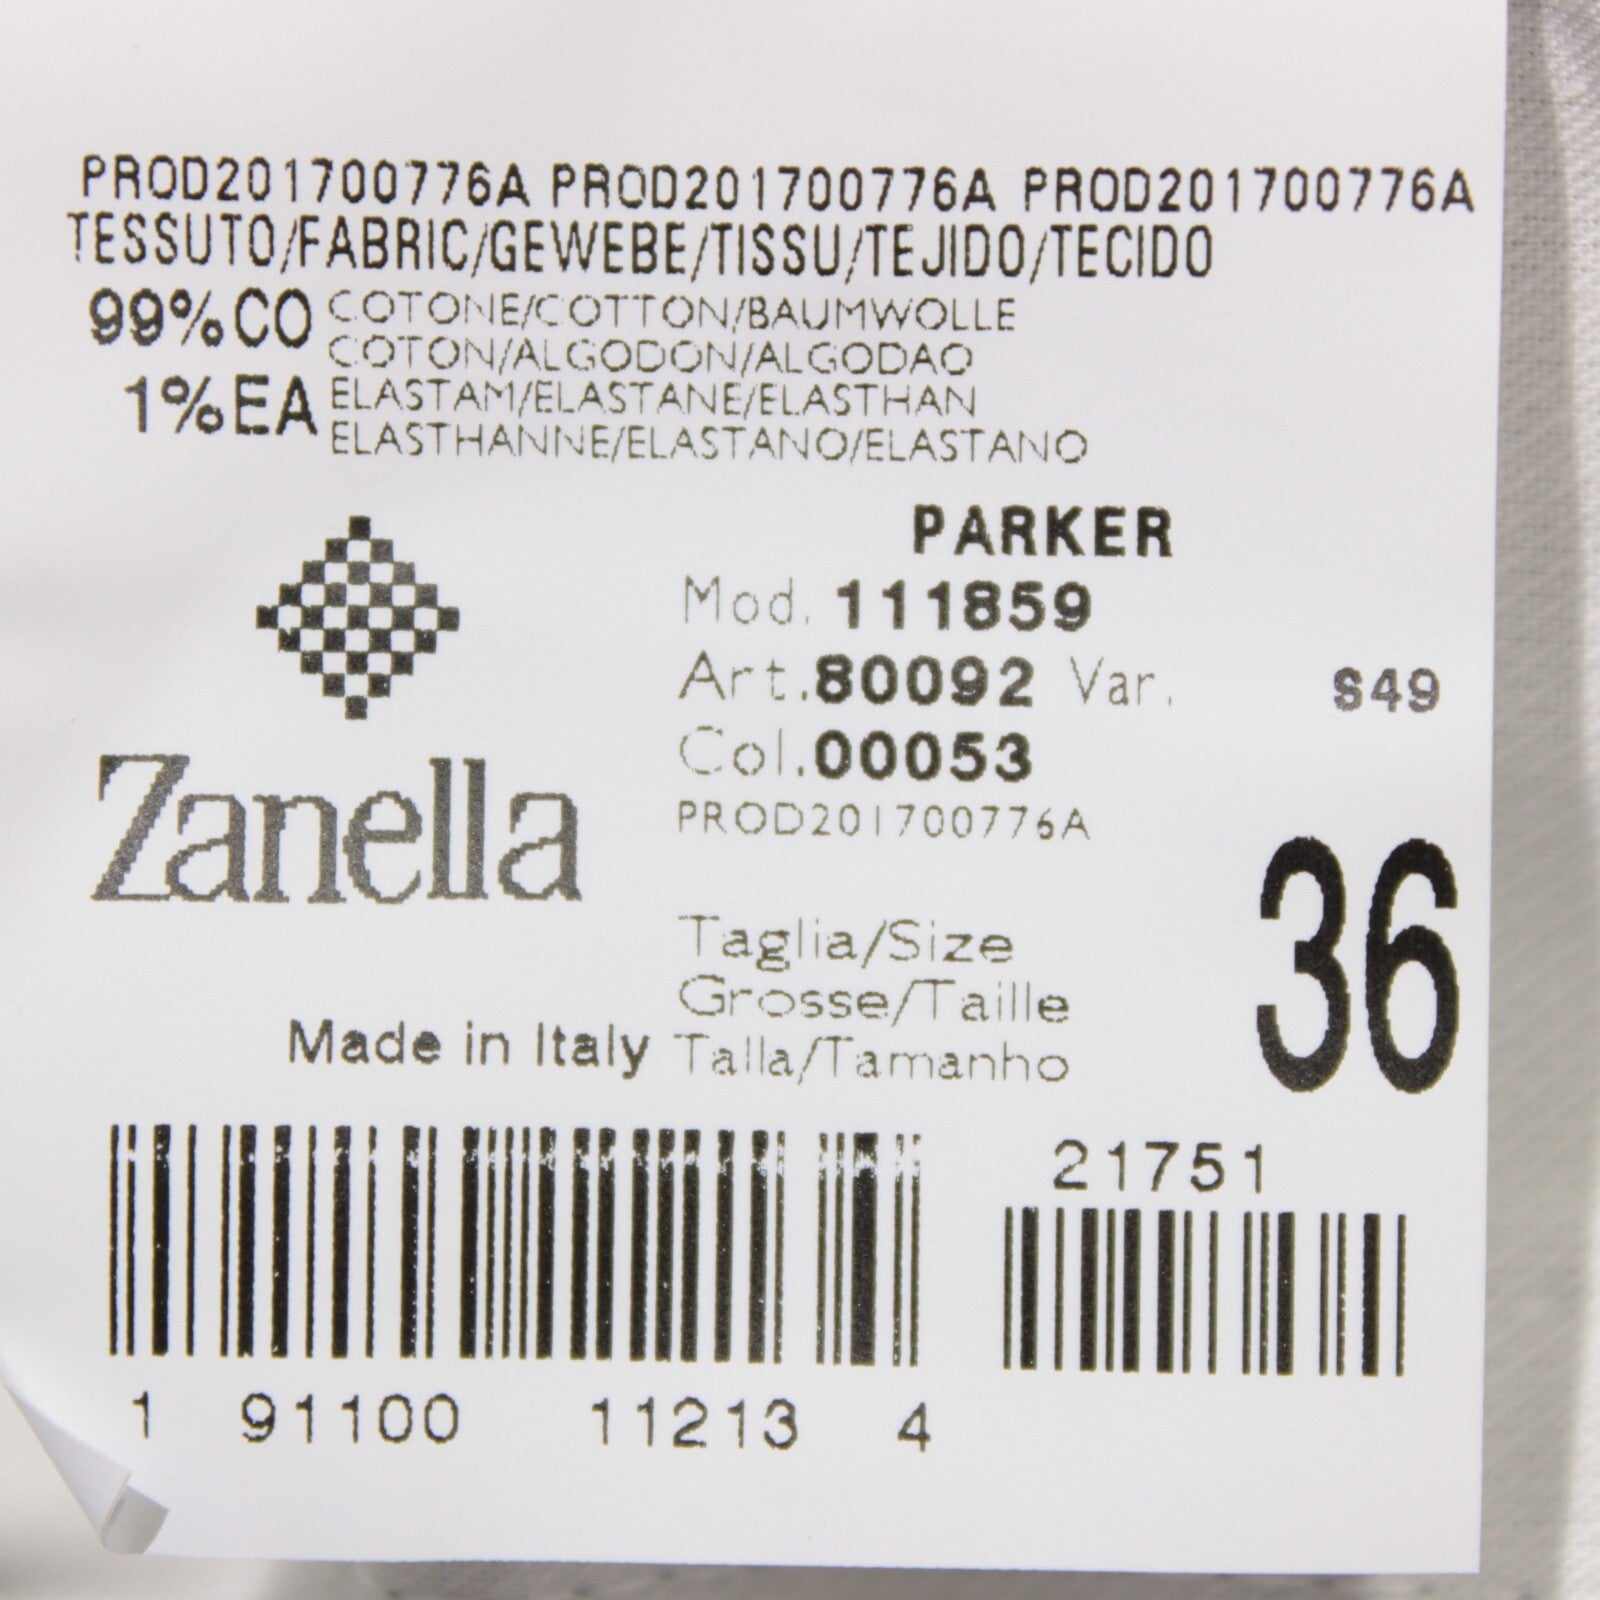 PROD201700776A PROD201700776A PROD201700776A
TESSUTO/FABRIC/GEWEBE/TISSU/TEJIDO/TECIDO
99%CO COTONE/COTTON/BAUMWOLLE
COTON/ALGODON/ALGODAO
1%EA ELASTAM/ELASTANE/ELASTHAN
ELASTHANNE/ELASTANO/ELASTANO
PARKER
Mod. 111859
Art.80092 Var. S49
Col.00053
PROD201700776A
Zanella
Taglia/Size
Grosse/Taille
Talla/Tamanho
36
Made in Italy
21751
1 91100 11213 4